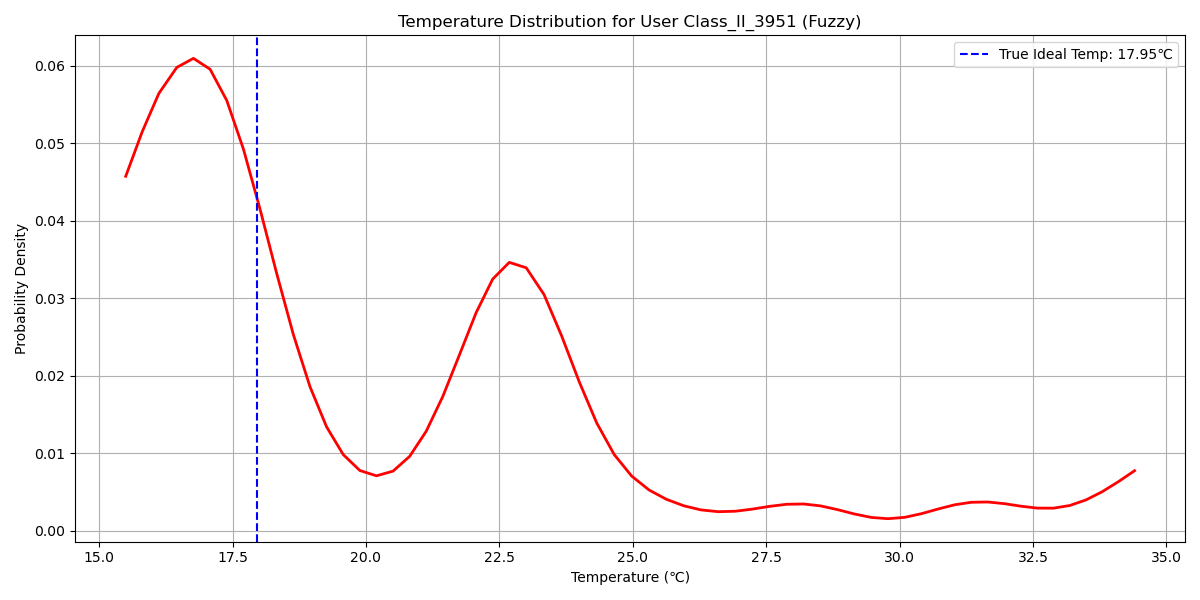 Temperature Distribution for User Class_II_3951 (Fuzzy)
True Ideal Temp: 17.95℃
Probability Density
0.06
0.05
0.04
0.03
0.02
0.01
0.00
15.0 17.5 20.0 22.5 25.0 27.5 30.0 32.5 35.0
Temperature (℃)